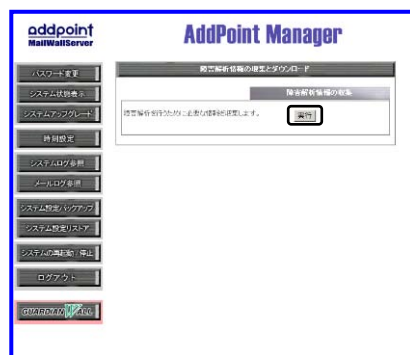 addpoint
MailWallServer
AddPoint Manager
パスワード変更
システム状態表示
システムアップグレード
時刻設定
システムログ参照
メールログ参照
システム設定バックアップ
システム設定リストア
システムの再起動/停止
ログアウト
GUARDIAN WALL
障害解析情報の収集とダウンロード
障害解析情報の収集
障害解析を行うために必要な情報を収集します。
実行